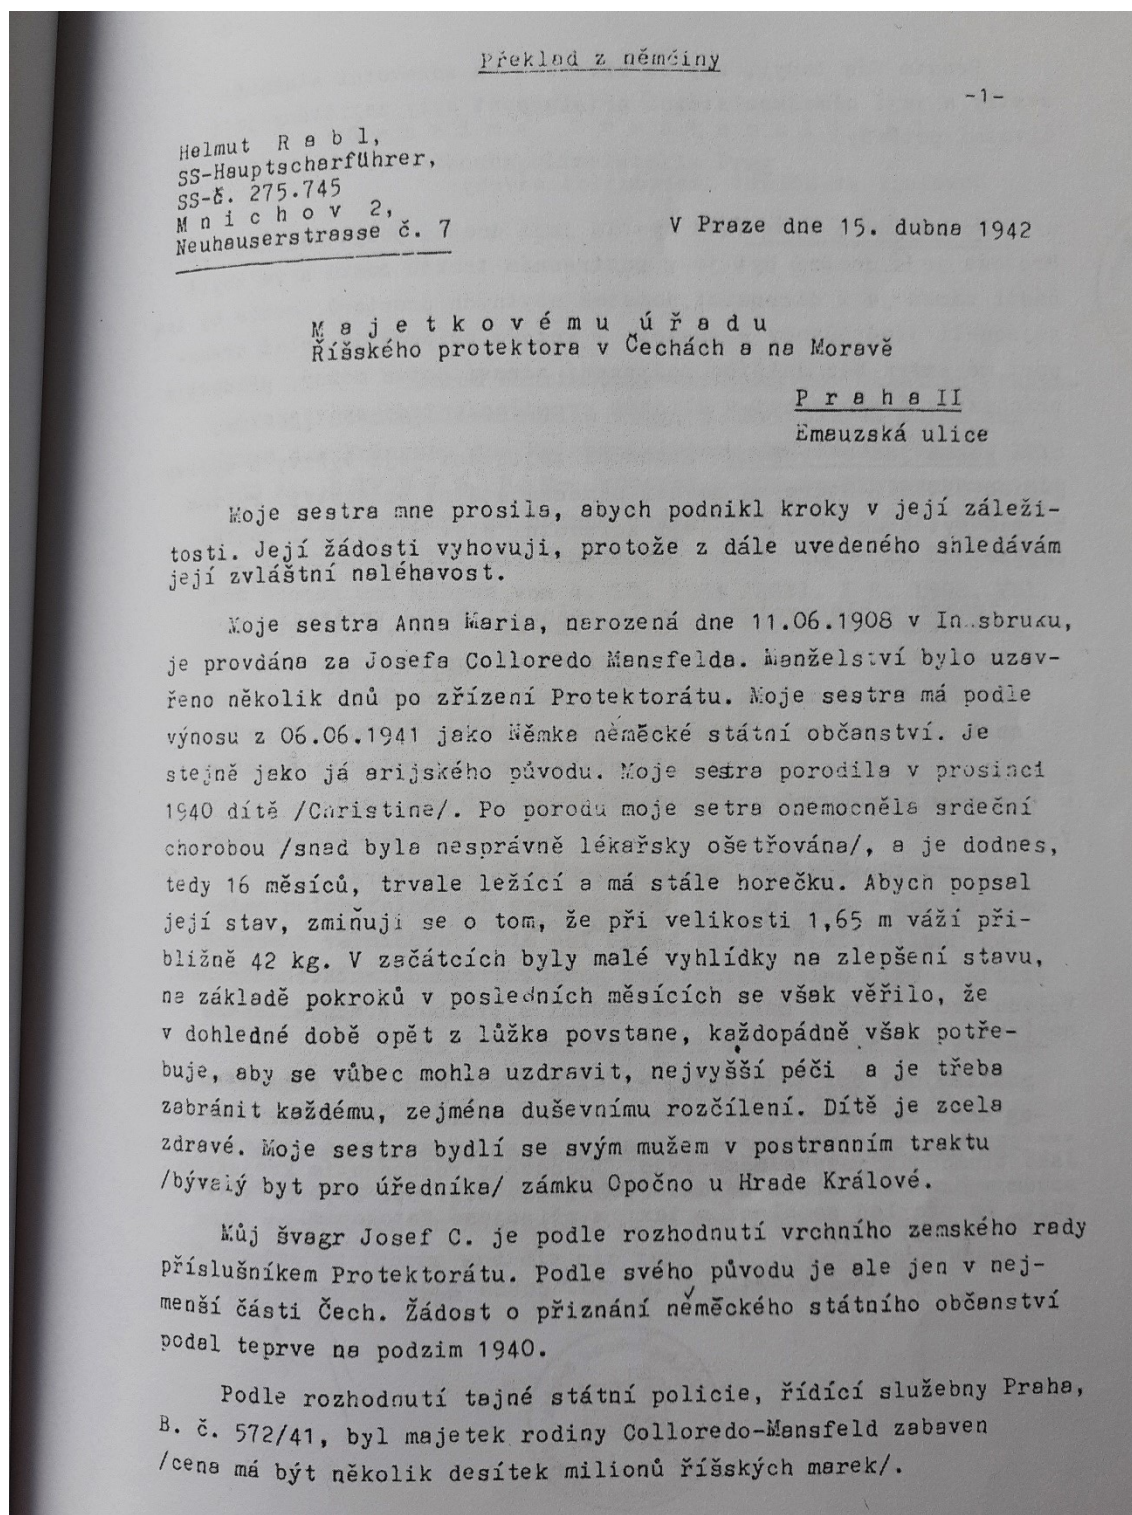 Překlad z němčiny
-1-
Helmut R a b l,
SS-Hauptscharführer,
SS-č. 275.745
M n i c h o v 2,
Neuhauserstrasse č. 7
V Praze dne 15. dubna 1942
M a j e t k o v é m u ú ř a d u
Říšského protektora v Čechách a na Moravě
P r a h a II
Emauzská ulice
Moje sestra mne prosila, abych podnikl kroky v její záleži-
tosti. Její žádosti vyhovuji, protože z dále uvedeného shledávám
její zvláštní naléhavost.
Moje sestra Anna Maria, narozená dne 11.06.1908 v Innsbruku,
je provdána za Josefa Colloredo Mansfelda. Manželství bylo uzav-
řeno několik dnů po zřízení Protektorátu. Moje sestra má podle
výnosu z 06.06.1941 jako Němka německé státní občanství. Je
stejně jako já arijského původu. Moje sestra porodila v prosinci
1940 dítě /Christine/. Po porodu moje setra onemocněla srdeční
chorobou /snad byla nesprávně lékařsky ošetřována/, a je dodnes,
tedy 16 měsíců, trvale ležící a má stále horečku. Abych popsal
její stav, zmiňuji se o tom, že při velikosti 1,65 m váží při-
bližně 42 kg. V začátcích byly malé vyhlídky na zlepšení stavu,
na základě pokroků v posledních měsících se však věřilo, že
v dohledné době opět z lůžka povstane, každopádně však potře-
buje, aby se vůbec mohla uzdravit, nejvyšší péči a je třeba
zabránit každému, zejména duševnímu rozčílení. Dítě je zcela
zdravé. Moje sestra bydlí se svým mužem v postranním traktu
/bývalý byt pro úředníka/ zámku Opočno u Hrade Králové.
Můj švagr Josef C. je podle rozhodnutí vrchního zemského rady
příslušníkem Protektorátu. Podle svého původu je ale jen v nej-
menší části Čech. Žádost o přiznání německého státního občanství
podal teprve na podzim 1940.
Podle rozhodnutí tajné státní policie, řídící služebny Praha,
B. č. 572/41, byl majetek rodiny Colloredo-Mansfeld zabaven
/cena má být několik desítek milionů říšských marek/.